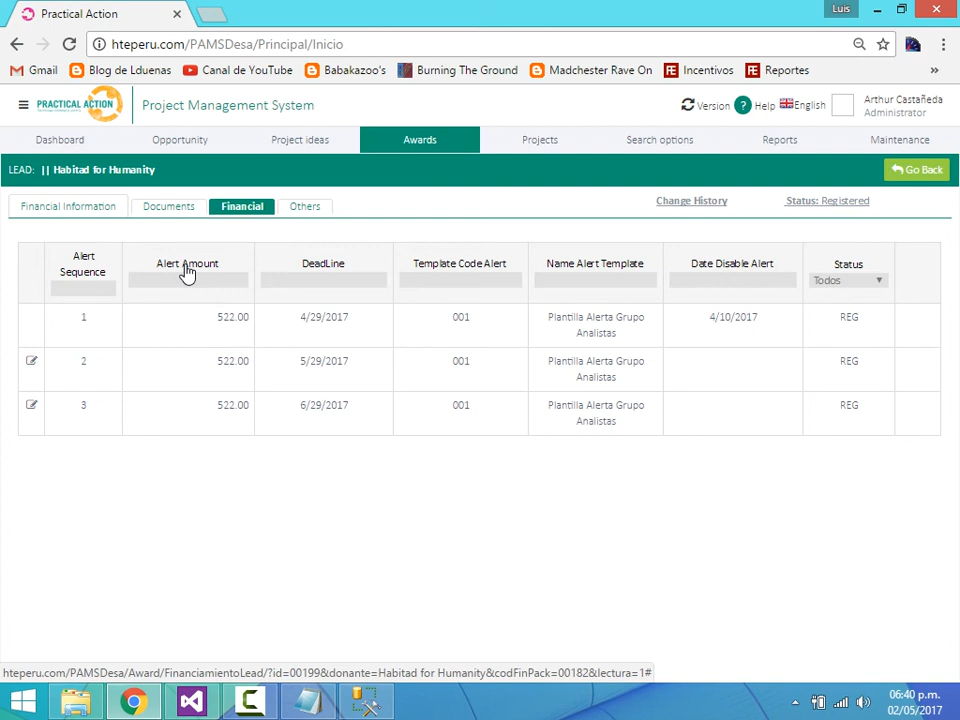 Practical Action
Luis
hteperu.com/PAMSDesa/Principal/Inicio
Gmail Blog de Lduenas Canal de YouTube Babakazoo's Burning The Ground Madchester Rave On Incentivos Reportes »
PRACTICAL ACTION Project Management System Version Help English Arthur Castañeda
Administrator
Dashboard Opportunity Project ideas Awards Projects Search options Reports Maintenance
LEAD: || Habitad for Humanity Go Back
Financial Information Documents Financial Others Change History Status: Registered
Alert Sequence Alert Amount DeadLine Template Code Alert Name Alert Template Date Disable Alert Status
Todos
1 522.00 4/29/2017 001 Plantilla Alerta Grupo Analistas 4/10/2017 REG
2 522.00 5/29/2017 001 Plantilla Alerta Grupo Analistas REG
3 522.00 6/29/2017 001 Plantilla Alerta Grupo Analistas REG
hteperu.com/PAMSDesa/Award/FinanciamientoLead/?id=00199&donante=Habitad for Humanity&codFinPack=00182&lectura=1#
06:40 p.m.
02/05/2017